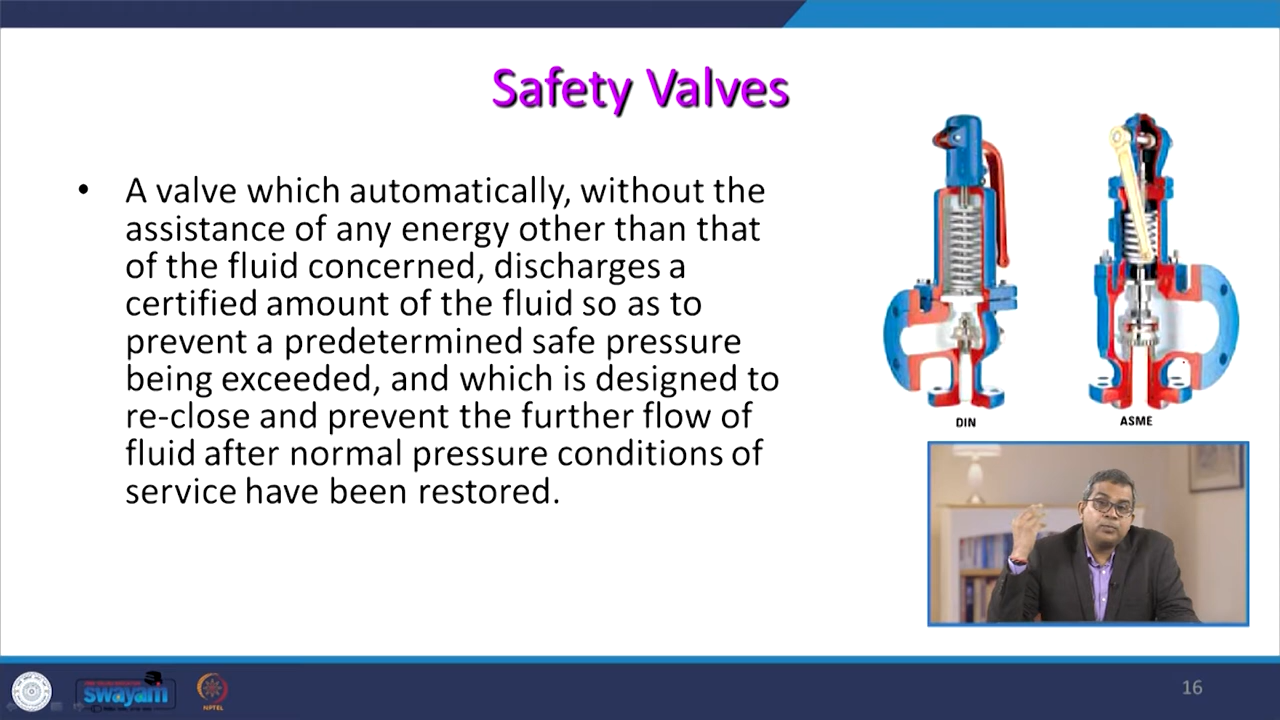 Safety Valves
• A valve which automatically, without the
assistance of any energy other than that
of the fluid concerned, discharges a
certified amount of the fluid so as to
prevent a predetermined safe pressure
being exceeded, and which is designed to
re-close and prevent the further flow of
fluid after normal pressure conditions of
service have been restored.
DIN
ASME
swayam
NPTEL
16